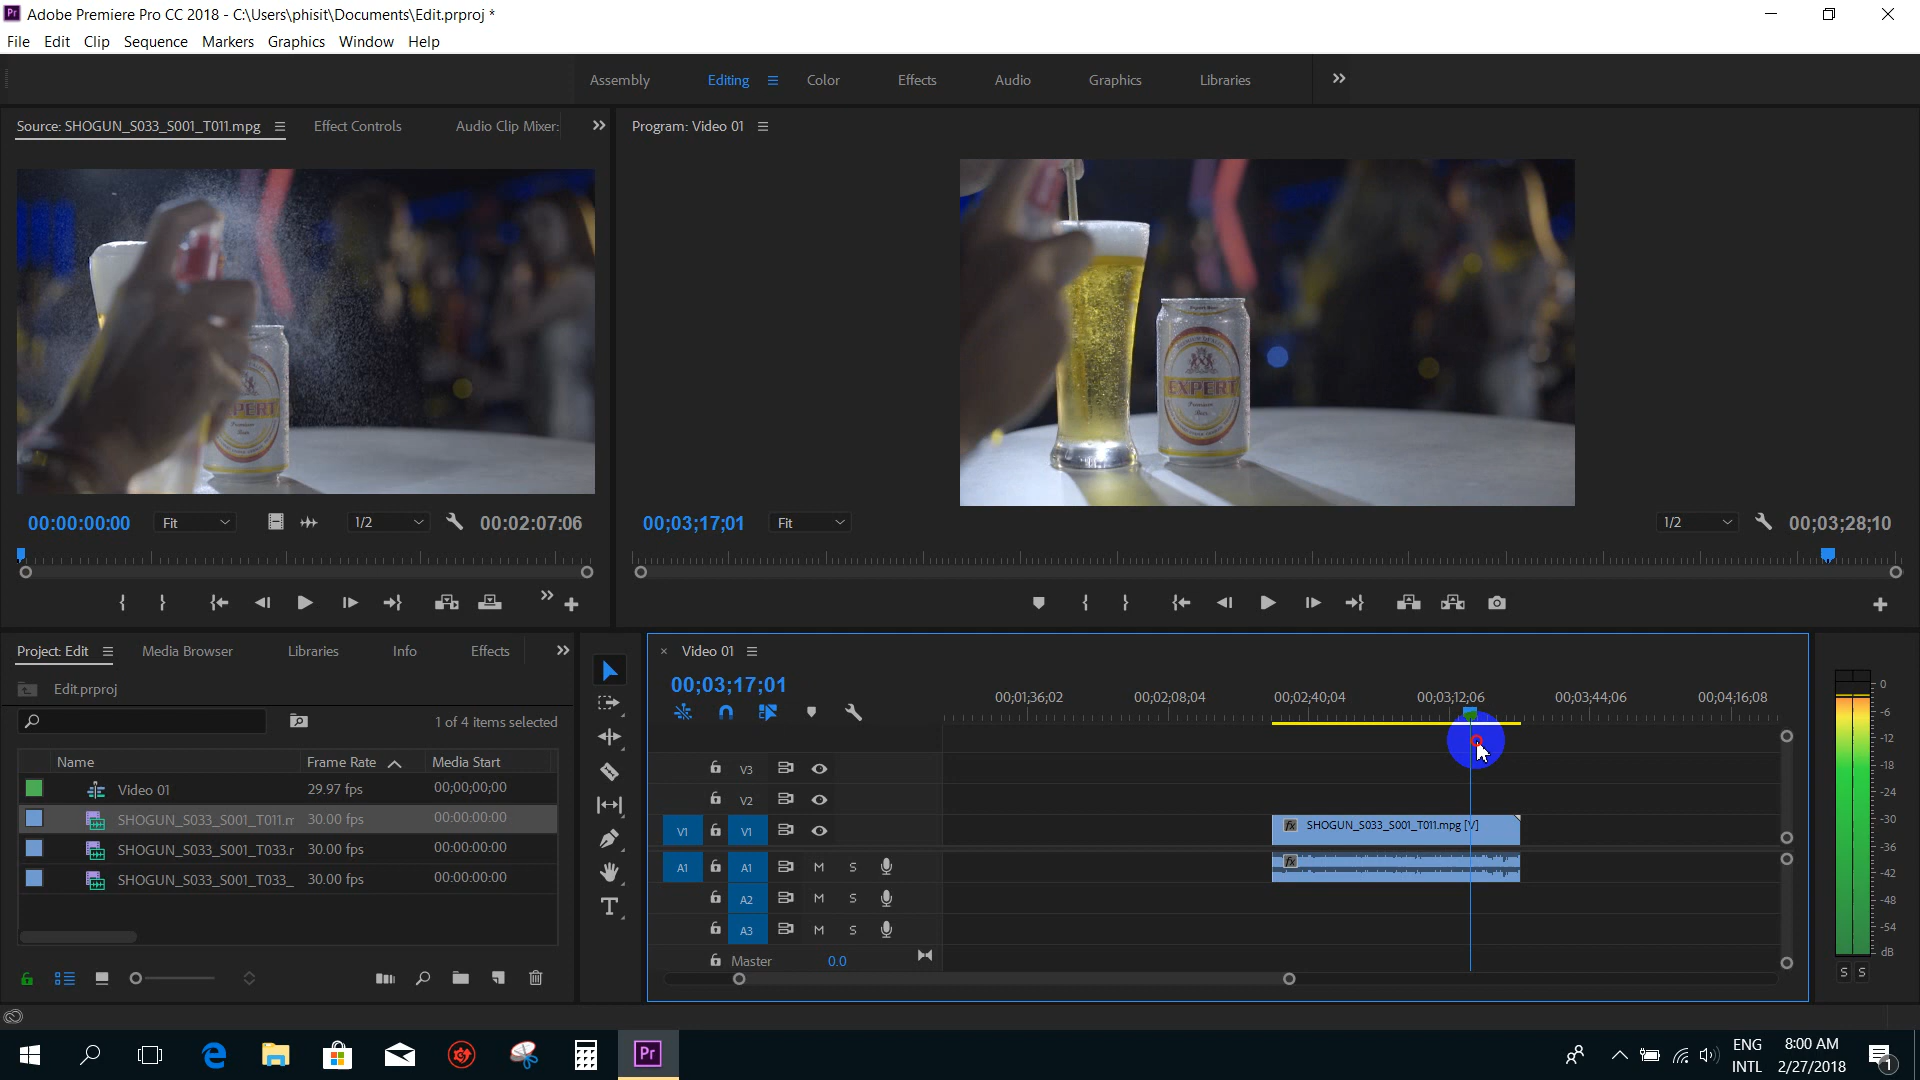 Adobe Premiere Pro CC 2018 - C:\Users\phisit\Documents\Edit.prproj *
File Edit Clip Sequence Markers Graphics Window Help
Assembly Editing Color Effects Audio Graphics Libraries
Source: SHOGUN_S033_S001_T011.mpg Effect Controls Audio Clip Mixer:
Program: Video 01
EXPERT
PERT
00:00:00:00 Fit 1/2 00:02:07:06
00;03;17;01 Fit 1/2 00;03;28;10
Project: Edit Media Browser Libraries Info Effects
Edit.prproj
1 of 4 items selected
Name Frame Rate Media Start
Video 01 29.97 fps 00;00;00;00
SHOGUN_S033_S001_T011.r 30.00 fps 00:00:00:00
SHOGUN_S033_S001_T033.r 30.00 fps 00:00:00:00
SHOGUN_S033_S001_T033_ 30.00 fps 00:00:00:00
× Video 01
00;03;17;01
00;01;36;02 00;02;08;04 00;02;40;04 00;03;12;06 00;03;44;06 00;04;16;08
V3
V2
V1 V1 fx SHOGUN_S033_S001_T011.mpg [V]
A1 A1 M S fx
A2 M S
A3 M S
Master 0.0
0
-6
-12
-18
-24
-30
-36
-42
-48
-54
dB
S S
T
Pr
ENG
INTL
8:00 AM
2/27/2018
1